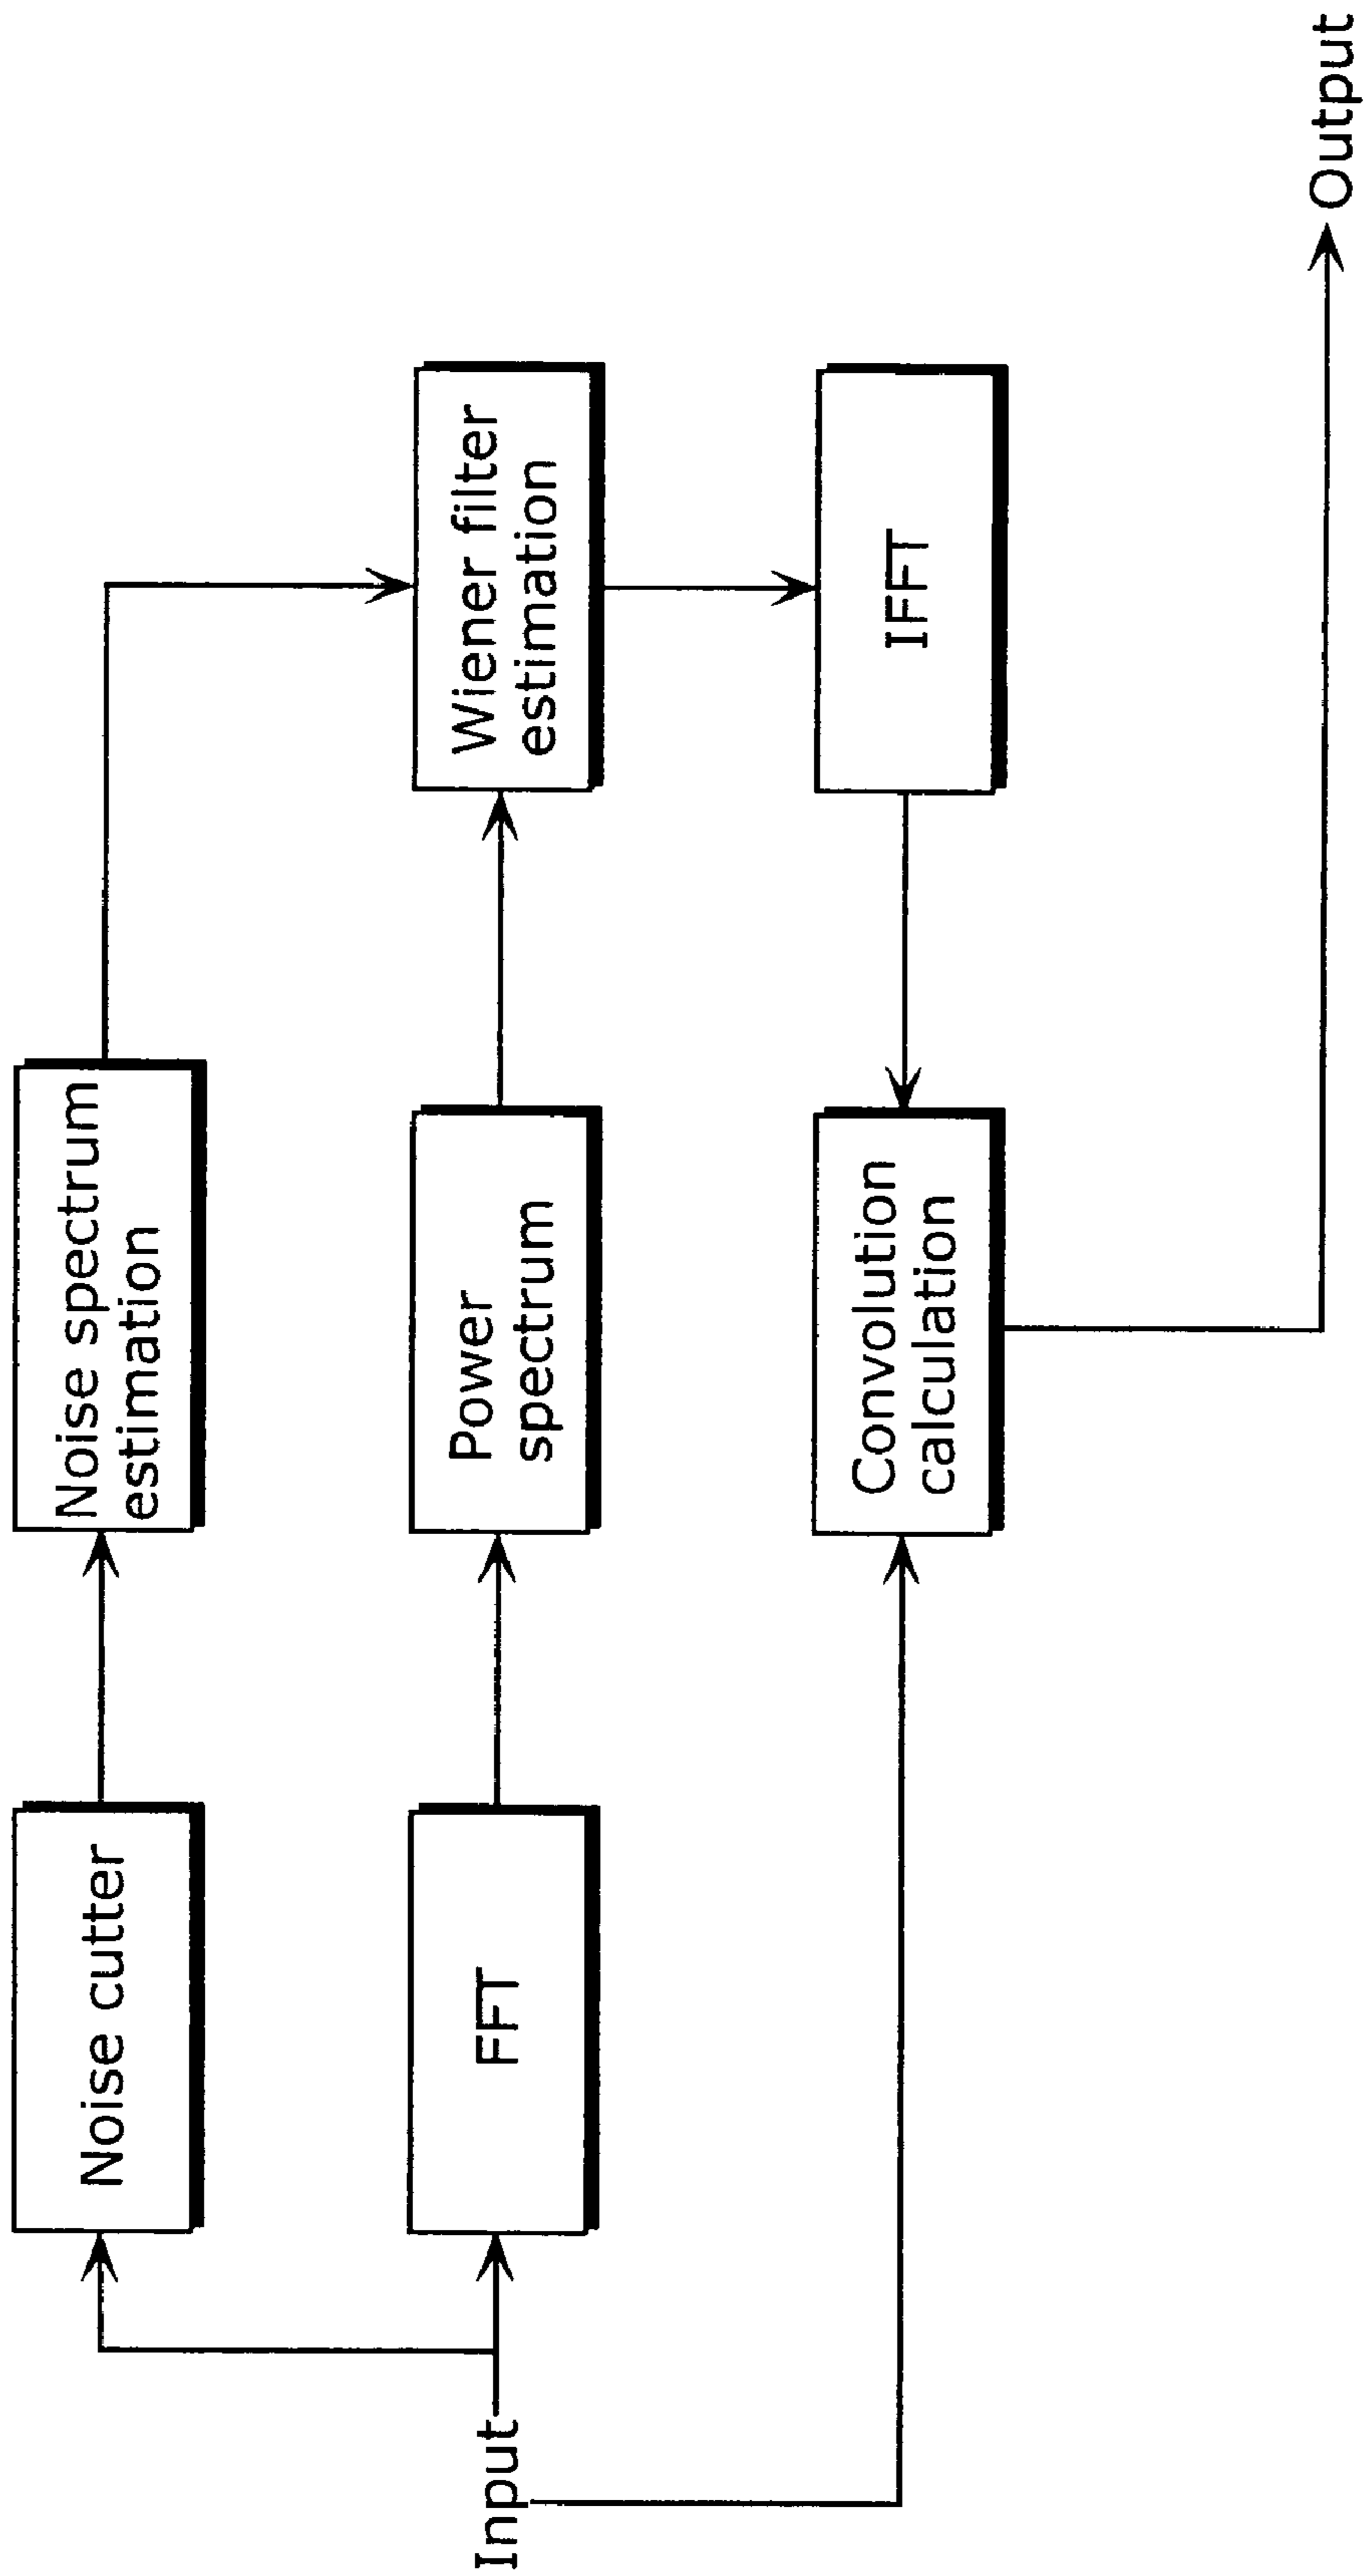 Noise cutter
Noise spectrum
estimation
Input
FFT
Power
spectrum
Wiener filter
estimation
Convolution
calculation
IFFT
Output